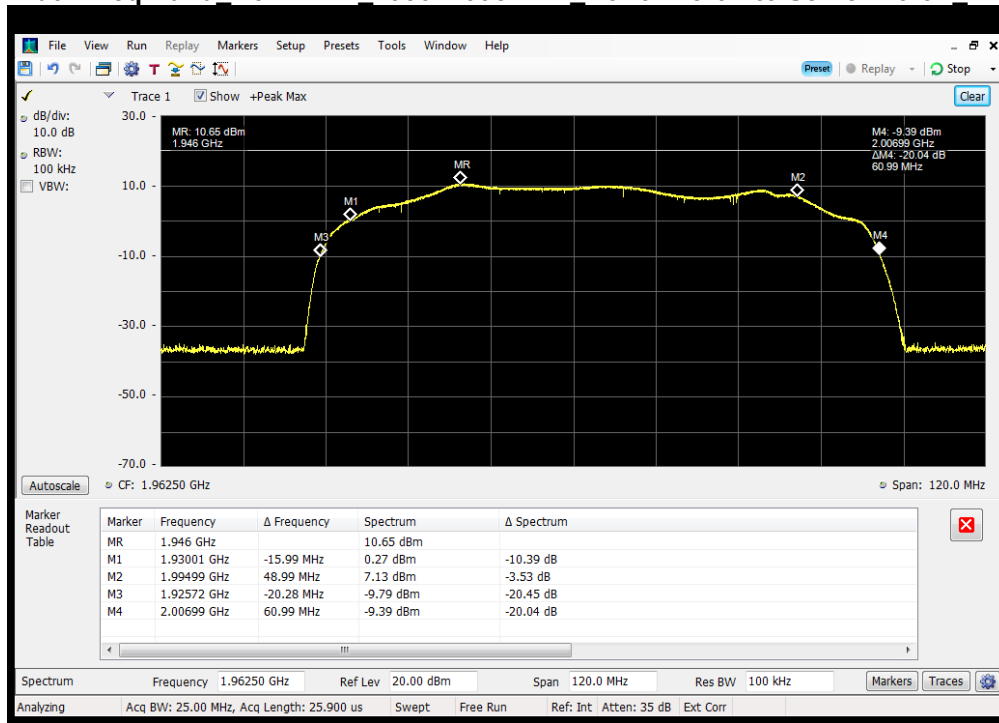 File View Run Replay Markers Setup Presets Tools Window Help
Preset Replay Stop
Trace 1 Show +Peak Max Clear
dB/div:
10.0 dB
RBW:
100 kHz
VBW:
30.0
10.0
-10.0
-30.0
-50.0
-70.0
MR: 10.65 dBm
1.946 GHz
M4: -9.39 dBm
2.00699 GHz
ΔM4: -20.04 dB
60.99 MHz
MR
M2
M1
M3
M4
Autoscale CF: 1.96250 GHz Span: 120.0 MHz
Marker
Readout
Table
Marker Frequency Δ Frequency Spectrum Δ Spectrum
MR 1.946 GHz 10.65 dBm
M1 1.93001 GHz -15.99 MHz 0.27 dBm -10.39 dB
M2 1.99499 GHz 48.99 MHz 7.13 dBm -3.53 dB
M3 1.92572 GHz -20.28 MHz -9.79 dBm -20.45 dB
M4 2.00699 GHz 60.99 MHz -9.39 dBm -20.04 dB
Spectrum Frequency 1.96250 GHz Ref Lev 20.00 dBm Span 120.0 MHz Res BW 100 kHz Markers Traces
Analyzing Acq BW: 25.00 MHz, Acq Length: 25.900 us Swept Free Run Ref: Int Atten: 35 dB Ext Corr